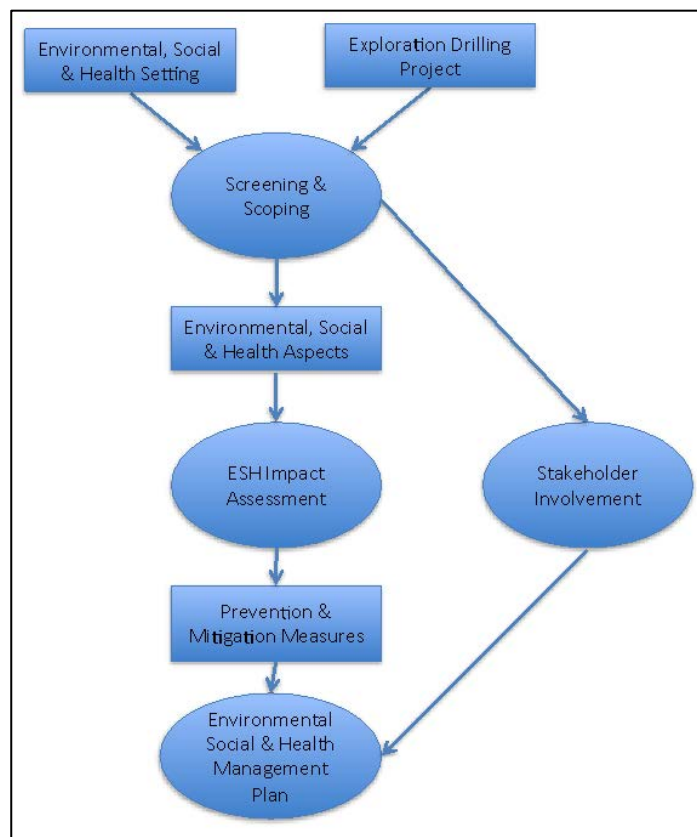 Environmental, Social
& Health Setting
Exploration Drilling
Project
Screening &
Scoping
Environmental, Social
& Health Aspects
ESH Impact
Assessment
Stakeholder
Involvement
Prevention &
Mitigation Measures
Environmental
Social & Health
Management
Plan